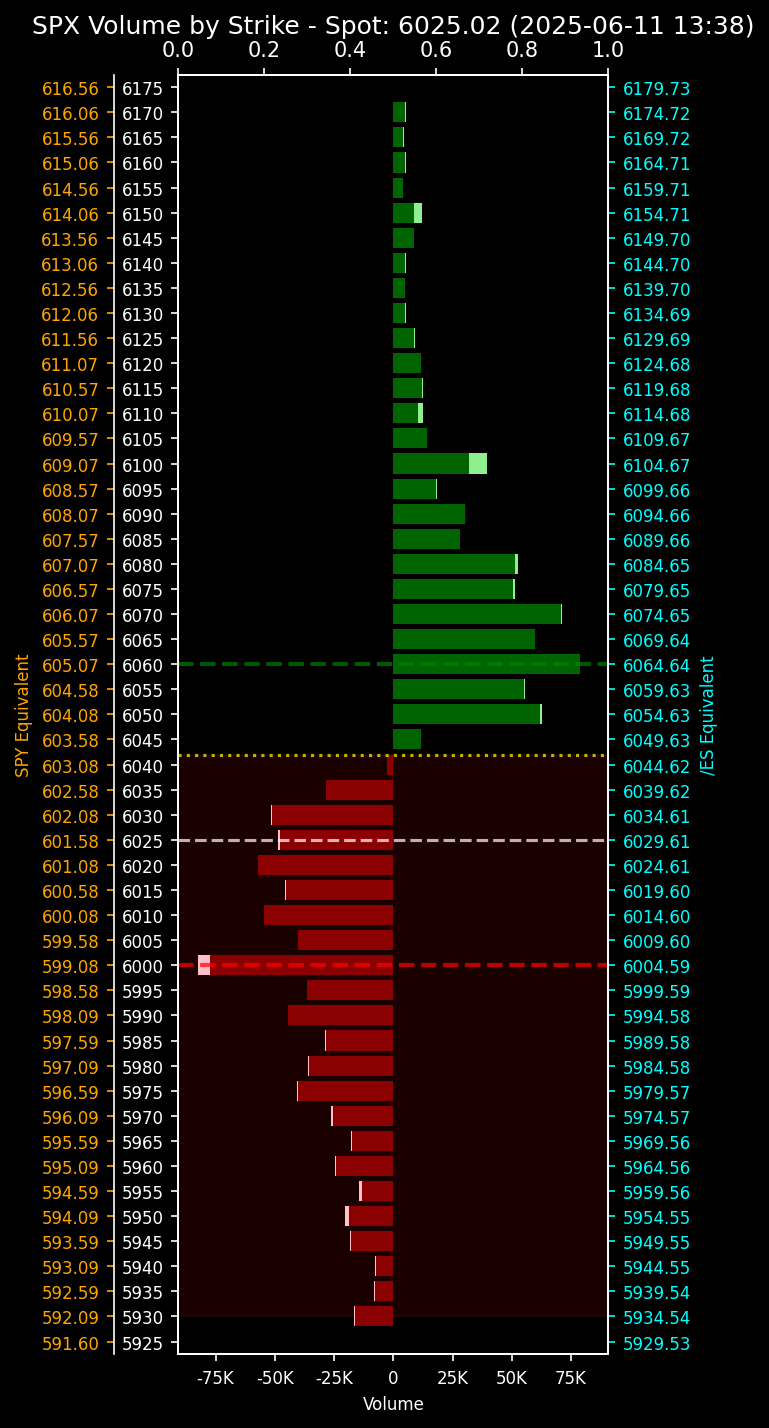 SPX Volume by Strike - Spot: 6025.02 (2025-06-11 13:38)
0.0 0.2 0.4 0.6 0.8 1.0
616.56 6175 6179.73
616.06 6170 6174.72
615.56 6165 6169.72
615.06 6160 6164.71
614.56 6155 6159.71
614.06 6150 6154.71
613.56 6145 6149.70
613.06 6140 6144.70
612.56 6135 6139.70
612.06 6130 6134.69
611.56 6125 6129.69
611.07 6120 6124.68
610.57 6115 6119.68
610.07 6110 6114.68
609.57 6105 6109.67
609.07 6100 6104.67
608.57 6095 6099.66
608.07 6090 6094.66
607.57 6085 6089.66
607.07 6080 6084.65
606.57 6075 6079.65
606.07 6070 6074.65
605.57 6065 6069.64
605.07 6060 6064.64
604.58 6055 6059.63
604.08 6050 6054.63
603.58 6045 6049.63
603.08 6040 6044.62
602.58 6035 6039.62
602.08 6030 6034.61
601.58 6025 6029.61
601.08 6020 6024.61
600.58 6015 6019.60
600.08 6010 6014.60
599.58 6005 6009.60
599.08 6000 6004.59
598.58 5995 5999.59
598.09 5990 5994.58
597.59 5985 5989.58
597.09 5980 5984.58
596.59 5975 5979.57
596.09 5970 5974.57
595.59 5965 5969.56
595.09 5960 5964.56
594.59 5955 5959.56
594.09 5950 5954.55
593.59 5945 5949.55
593.09 5940 5944.55
592.59 5935 5939.54
592.09 5930 5934.54
591.60 5925 5929.53
SPY Equivalent
/ES Equivalent
-75K -50K -25K 0 25K 50K 75K
Volume